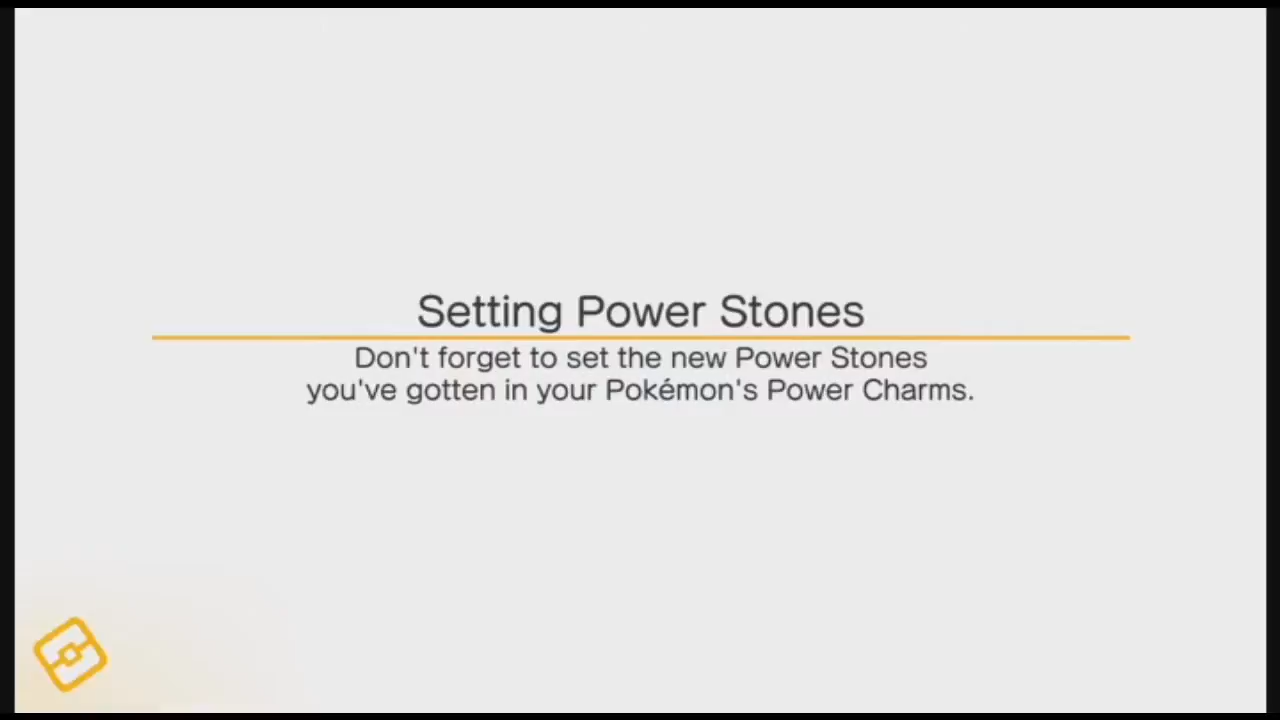 Setting Power Stones
Don't forget to set the new Power Stones
you've gotten in your Pokémon's Power Charms.